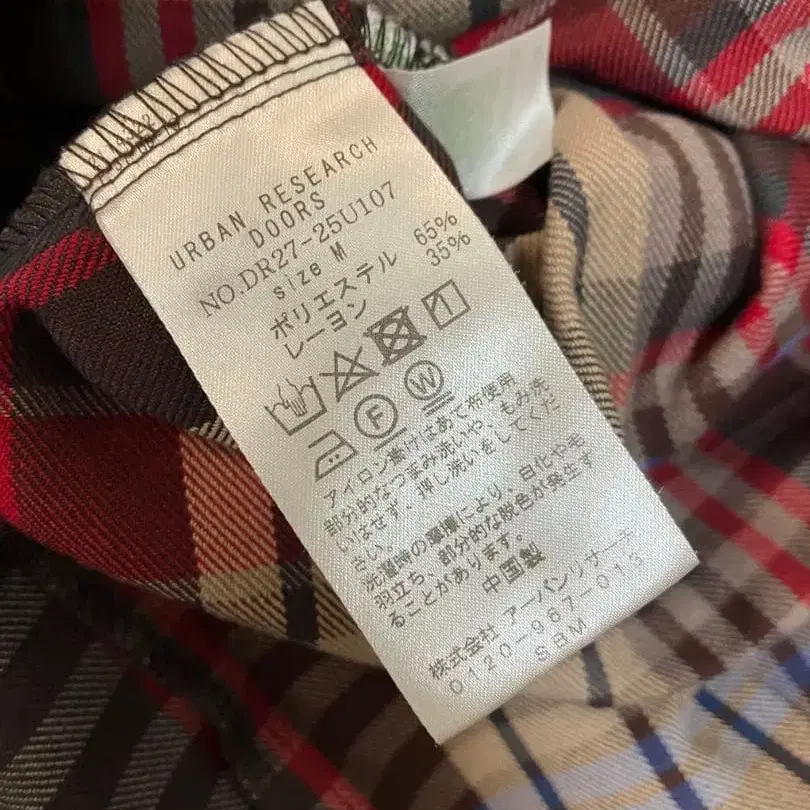 URBAN RESEARCH
DOORS
NO.DR27-25U107
size M
ポリエステル 65%
レーヨン 35%
F W
アイロン掛けはあて布使用
部分的なつまみ洗いや、もみ洗
いはせず、押し洗いをしてくだ
さい。
洗濯時の環境により、白化や毛
羽立ち、部分的な脱色が発生す
ることがあります。
中国製
株式会社 アーバンリサーチ
0120-967-013
SBM